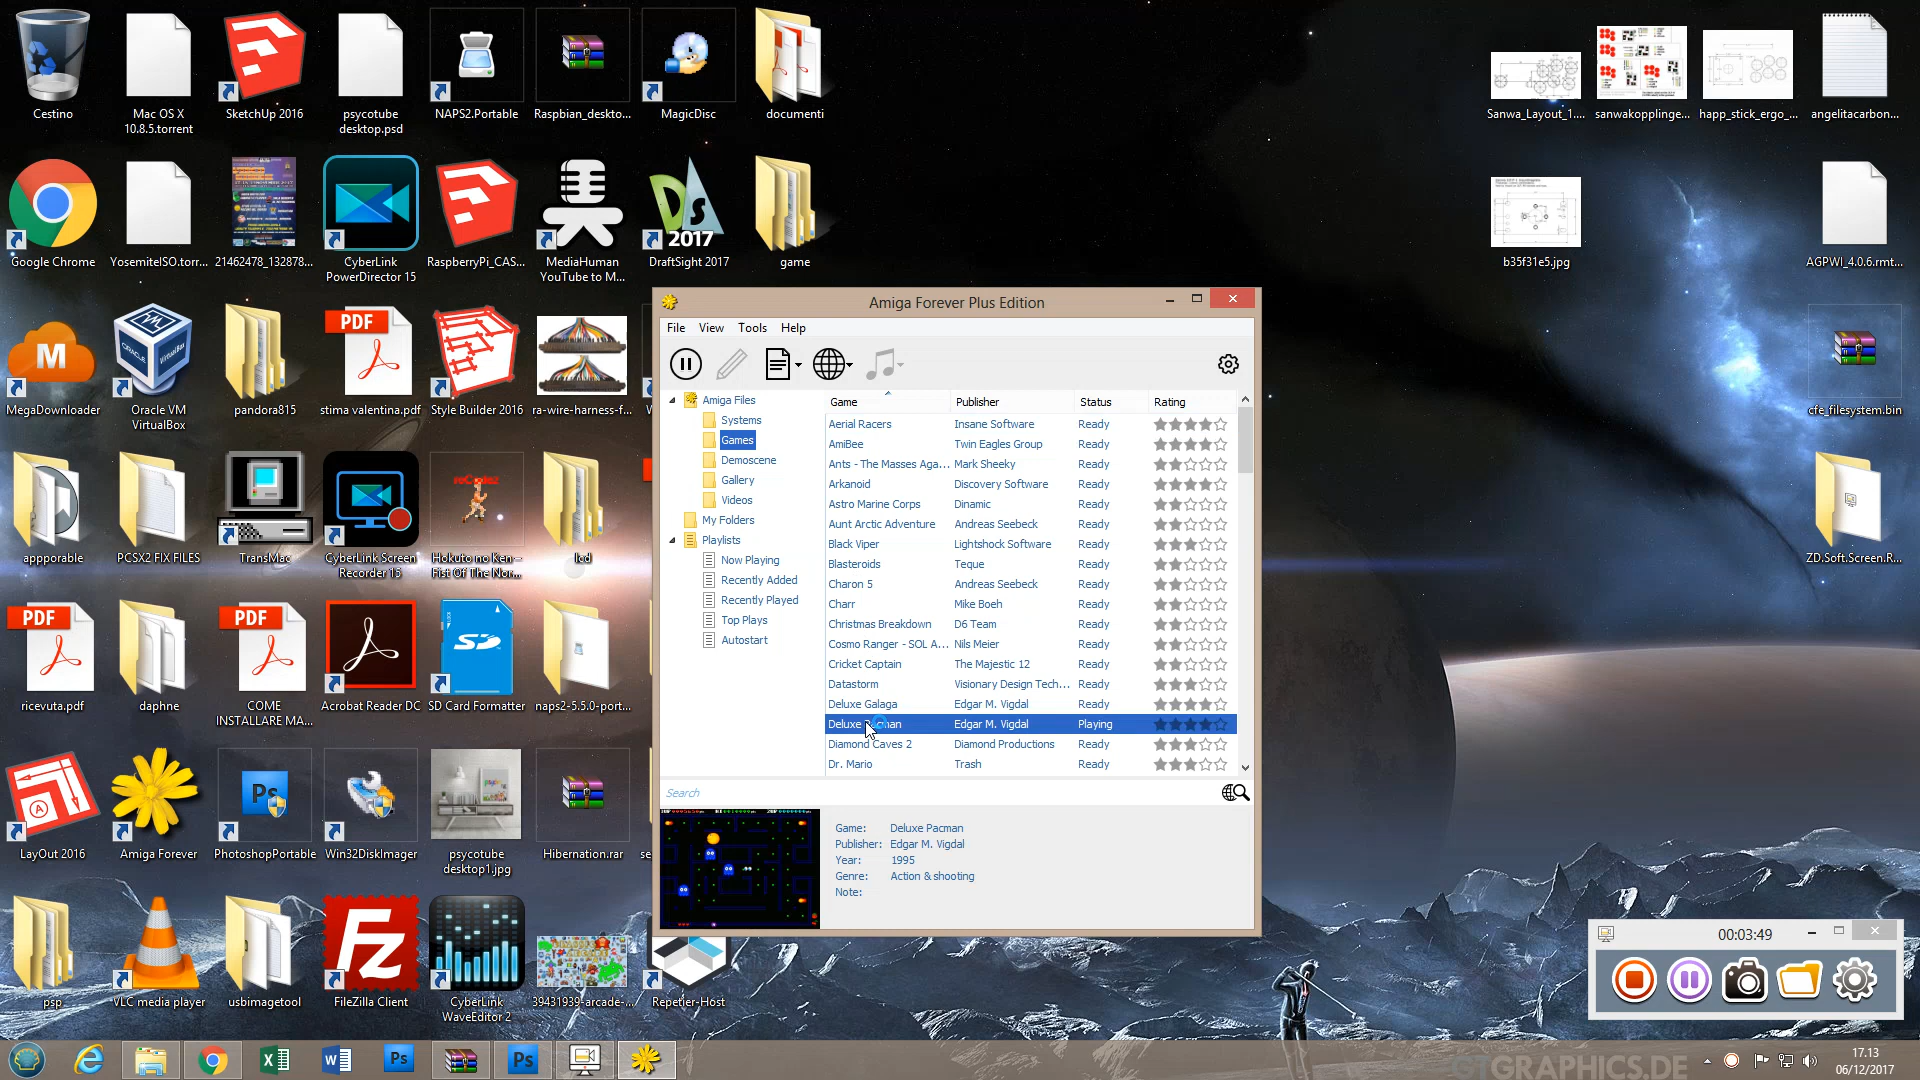 Cestino
Mac OS X
10.8.5.torrent
SketchUp 2016
psycotube
desktop.psd
NAPS2.Portable
Raspbian_deskto...
MagicDisc
documenti
Sanwa_Layout_1....
sanwakopplinge...
happ_stick_ergo_...
angelitacarbon...
Google Chrome
YosemiteISO.torr...
21462478_132878...
CyberLink
PowerDirector 15
RaspberryPi_CAS...
MediaHuman
YouTube to M...
2017
DraftSight 2017
game
b35f31e5.jpg
AGPWI_4.0.6.rmt...
MegaDownloader
Oracle VM
VirtualBox
pandora815
PDF
stima valentina.pdf
Style Builder 2016
ra-wire-harness-f...
cfe_filesystem.bin
appporable
PCSX2 FIX FILES
TransMac
CyberLink Screen
Recorder 15
Hokuto no Ken -
Fist Of The Nor...
lcd
ZD.Soft.Screen.R...
PDF
ricevuta.pdf
daphne
PDF
COME
INSTALLARE MA...
Acrobat Reader DC
SD Card Formatter
naps2-5.5.0-port...
LayOut 2016
Amiga Forever
PhotoshopPortable
Win32DiskImager
psycotube
desktop1.jpg
Hibernation.rar
psp
VLC media player
usbimagetool
FileZilla Client
CyberLink
WaveEditor 2
39431939-arcade-...
Repetier-Host
Amiga Forever Plus Edition
File View Tools Help
Amiga Files
Systems
Games
Demoscene
Gallery
Videos
My Folders
Playlists
Now Playing
Recently Added
Recently Played
Top Plays
Autostart
Game Publisher Status Rating
Aerial Racers Insane Software Ready
AmiBee Twin Eagles Group Ready
Ants - The Masses Aga... Mark Sheeky Ready
Arkanoid Discovery Software Ready
Astro Marine Corps Dinamic Ready
Aunt Arctic Adventure Andreas Seebeck Ready
Black Viper Lightshock Software Ready
Blasteroids Teque Ready
Charon 5 Andreas Seebeck Ready
Charr Mike Boeh Ready
Christmas Breakdown D6 Team Ready
Cosmo Ranger - SOL A... Nils Meier Ready
Cricket Captain The Majestic 12 Ready
Datastorm Visionary Design Tech... Ready
Deluxe Galaga Edgar M. Vigdal Ready
Deluxe Pacman Edgar M. Vigdal Playing
Diamond Caves 2 Diamond Productions Ready
Dr. Mario Trash Ready
Search
Game: Deluxe Pacman
Publisher: Edgar M. Vigdal
Year: 1995
Genre: Action & shooting
Note:
00:03:49
GTGRAPHICS.DE
17.13
06/12/2017